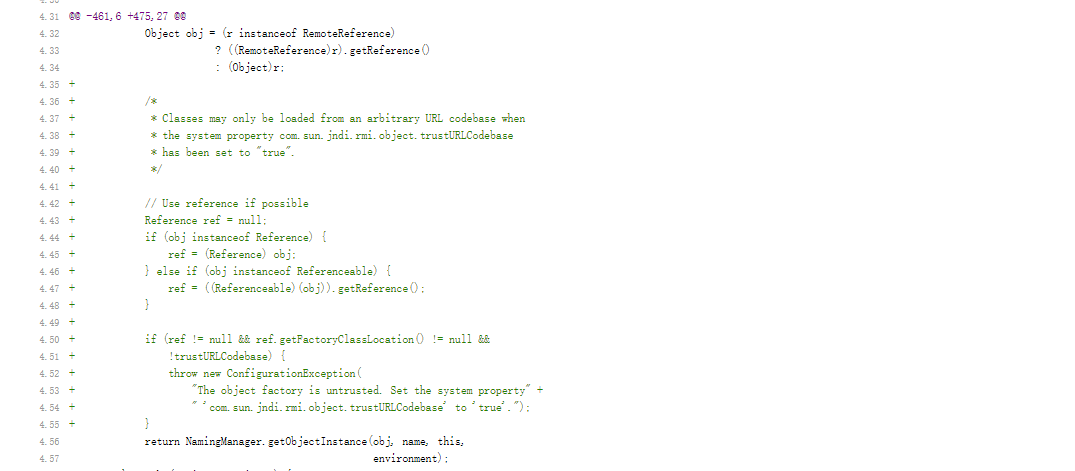 4.31 @@ -461,6 +475,27 @@
4.32 Object obj = (r instanceof RemoteReference)
4.33 ? ((RemoteReference)r).getReference()
4.34 : (Object)r;
4.35 +
4.36 + /*
4.37 + * Classes may only be loaded from an arbitrary URL codebase when
4.38 + * the system property com.sun.jndi.rmi.object.trustURLCodebase
4.39 + * has been set to "true".
4.40 + */
4.41 +
4.42 + // Use reference if possible
4.43 + Reference ref = null;
4.44 + if (obj instanceof Reference) {
4.45 + ref = (Reference) obj;
4.46 + } else if (obj instanceof Referenceable) {
4.47 + ref = ((Referenceable)(obj)).getReference();
4.48 + }
4.49 +
4.50 + if (ref != null && ref.getFactoryClassLocation() != null &&
4.51 + !trustURLCodebase) {
4.52 + throw new ConfigurationException(
4.53 + "The object factory is untrusted. Set the system property" +
4.54 + " 'com.sun.jndi.rmi.object.trustURLCodebase' to 'true'.");
4.55 + }
4.56 return NamingManager.getObjectInstance(obj, name, this,
4.57 environment);